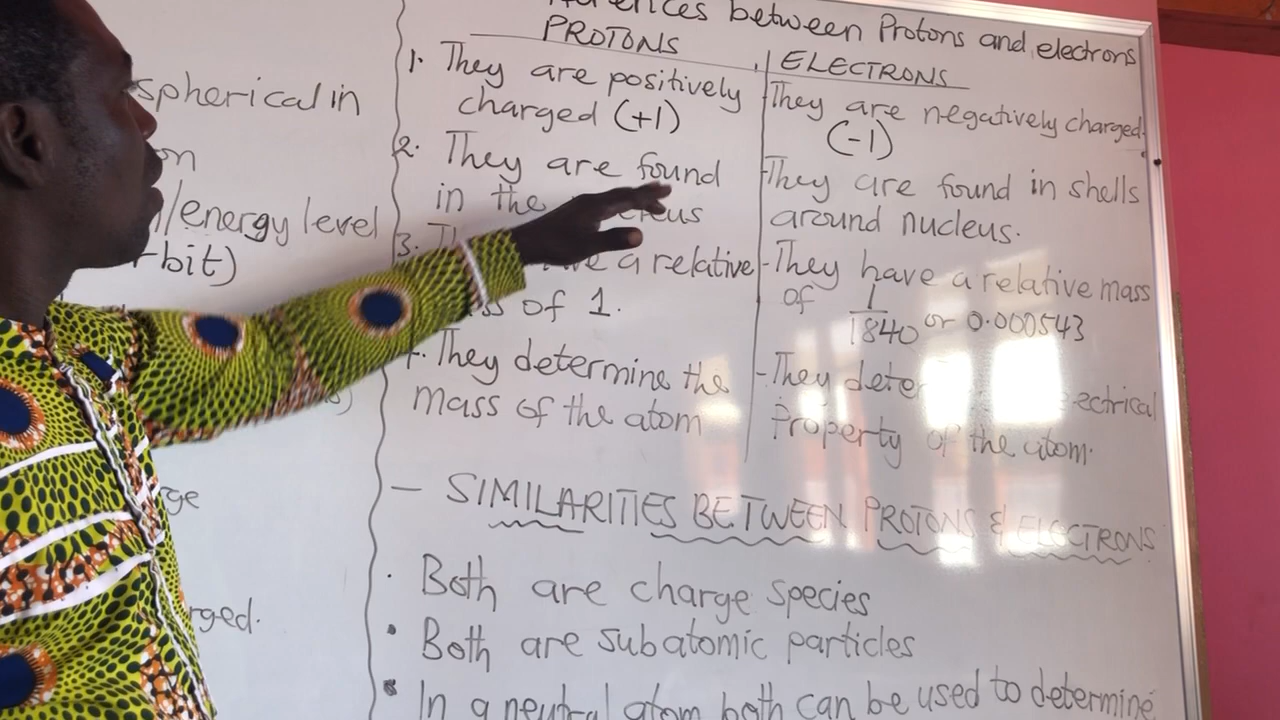 between Protons and electrons
PROTONS
ELECTRONS
spherical in
/energy level
1. They are positively
charged (+1)
2. They are found
in the
3.
a relative
of 1.
They determine the
mass of the atom
They are negatively charged.
(-1)
They are found in shells
around nucleus.
-They have a relative mass
of 1/1840 or 0.000543
-They
property of the atom.
- SIMILARITIES BETWEEN PROTONS & ELECTRONS
· Both are charge species
• Both are subatomic particles
• In a neutral atom both can be used to determine